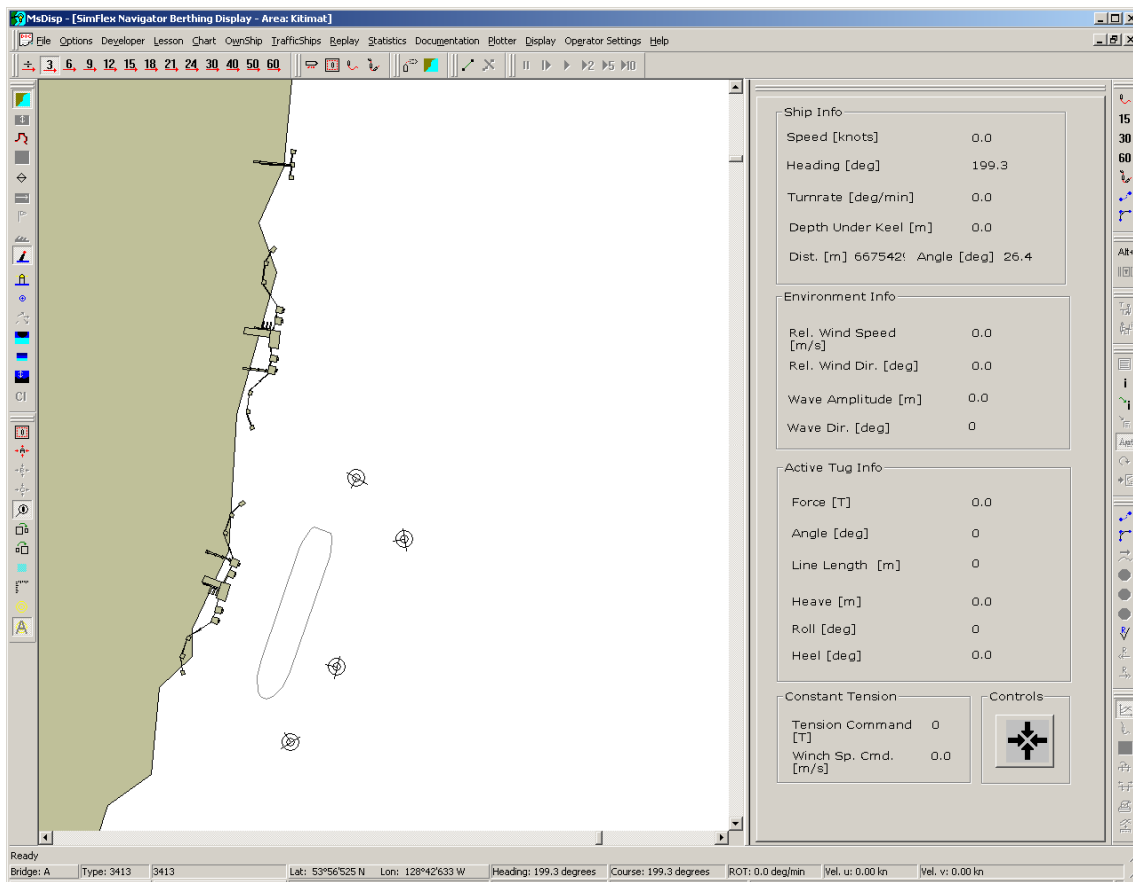 MsDisp - [SimFlex Navigator Berthing Display - Area: Kitimat]
File Options Developer Lesson Chart OwnShip TrafficShips Replay Statistics Documentation Plotter Display Operator Settings Help
3 6 9 12 15 18 21 24 30 40 50 60 2 5 10
Ship Info
Speed [knots] 0.0
Heading [deg] 199.3
Turnrate [deg/min] 0.0
Depth Under Keel [m] 0.0
Dist. [m] 667542 Angle [deg] 26.4
Environment Info
Rel. Wind Speed [m/s] 0.0
Rel. Wind Dir. [deg] 0.0
Wave Amplitude [m] 0.0
Wave Dir. [deg] 0
Active Tug Info
Force [T] 0.0
Angle [deg] 0
Line Length [m] 0
Heave [m] 0.0
Roll [deg] 0
Heel [deg] 0.0
Constant Tension
Tension Command [T] 0
Winch Sp. Cmd. [m/s] 0.0
Controls
15
30
60
Alt
CI
A
Ready
Bridge: A Type: 3413 3413 Lat: 53°56'525 N Lon: 128°42'633 W Heading: 199.3 degrees Course: 199.3 degrees ROT: 0.0 deg/min Vel. u: 0.00 kn Vel. v: 0.00 kn